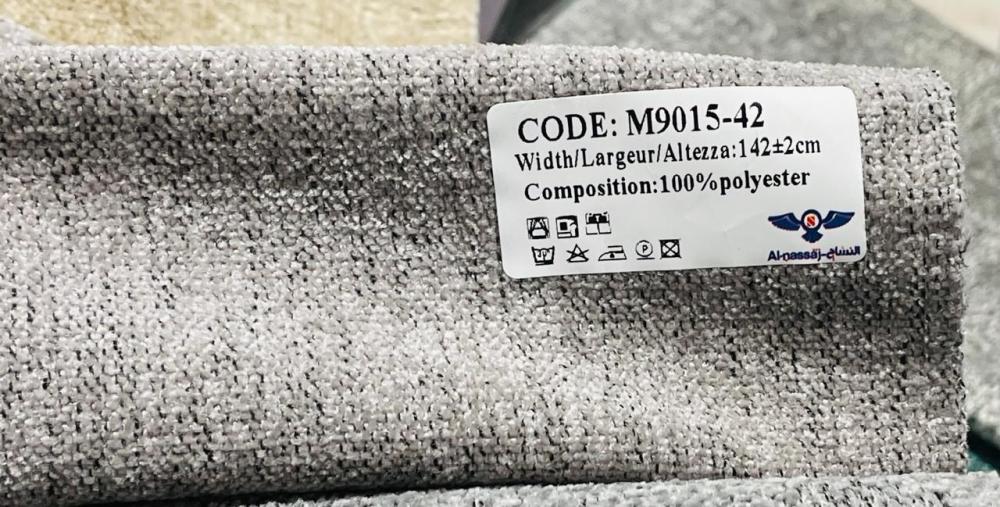 CODE: M9015-42
Width/Largeur/Altezza:142±2cm
Composition:100%polyester
S
Al-nassaj-النساج
P